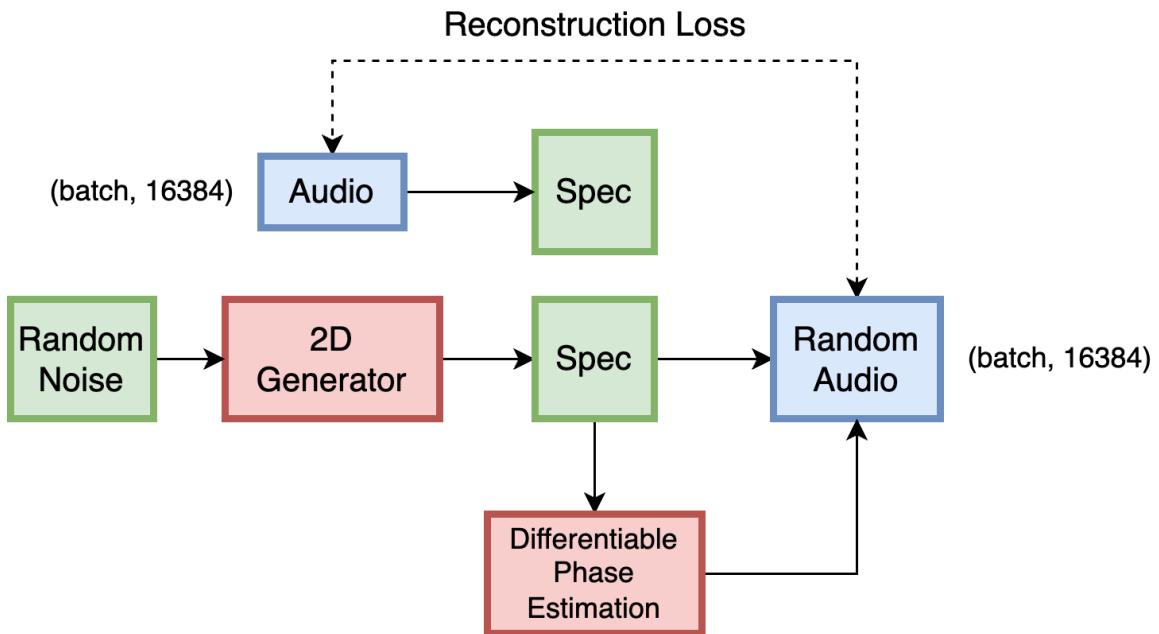 Reconstruction Loss
(batch, 16384)
Audio
Spec
Random
Noise
2D
Generator
Spec
Random
Audio
(batch, 16384)
Differentiable
Phase
Estimation